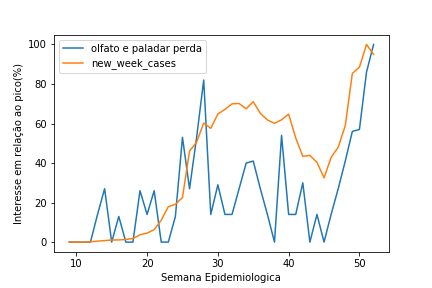 olfato e paladar perda
new_week_cases
Interesse em relação ao pico(%)
100
80
60
40
20
0
10
20
30
40
50
Semana Epidemiologica